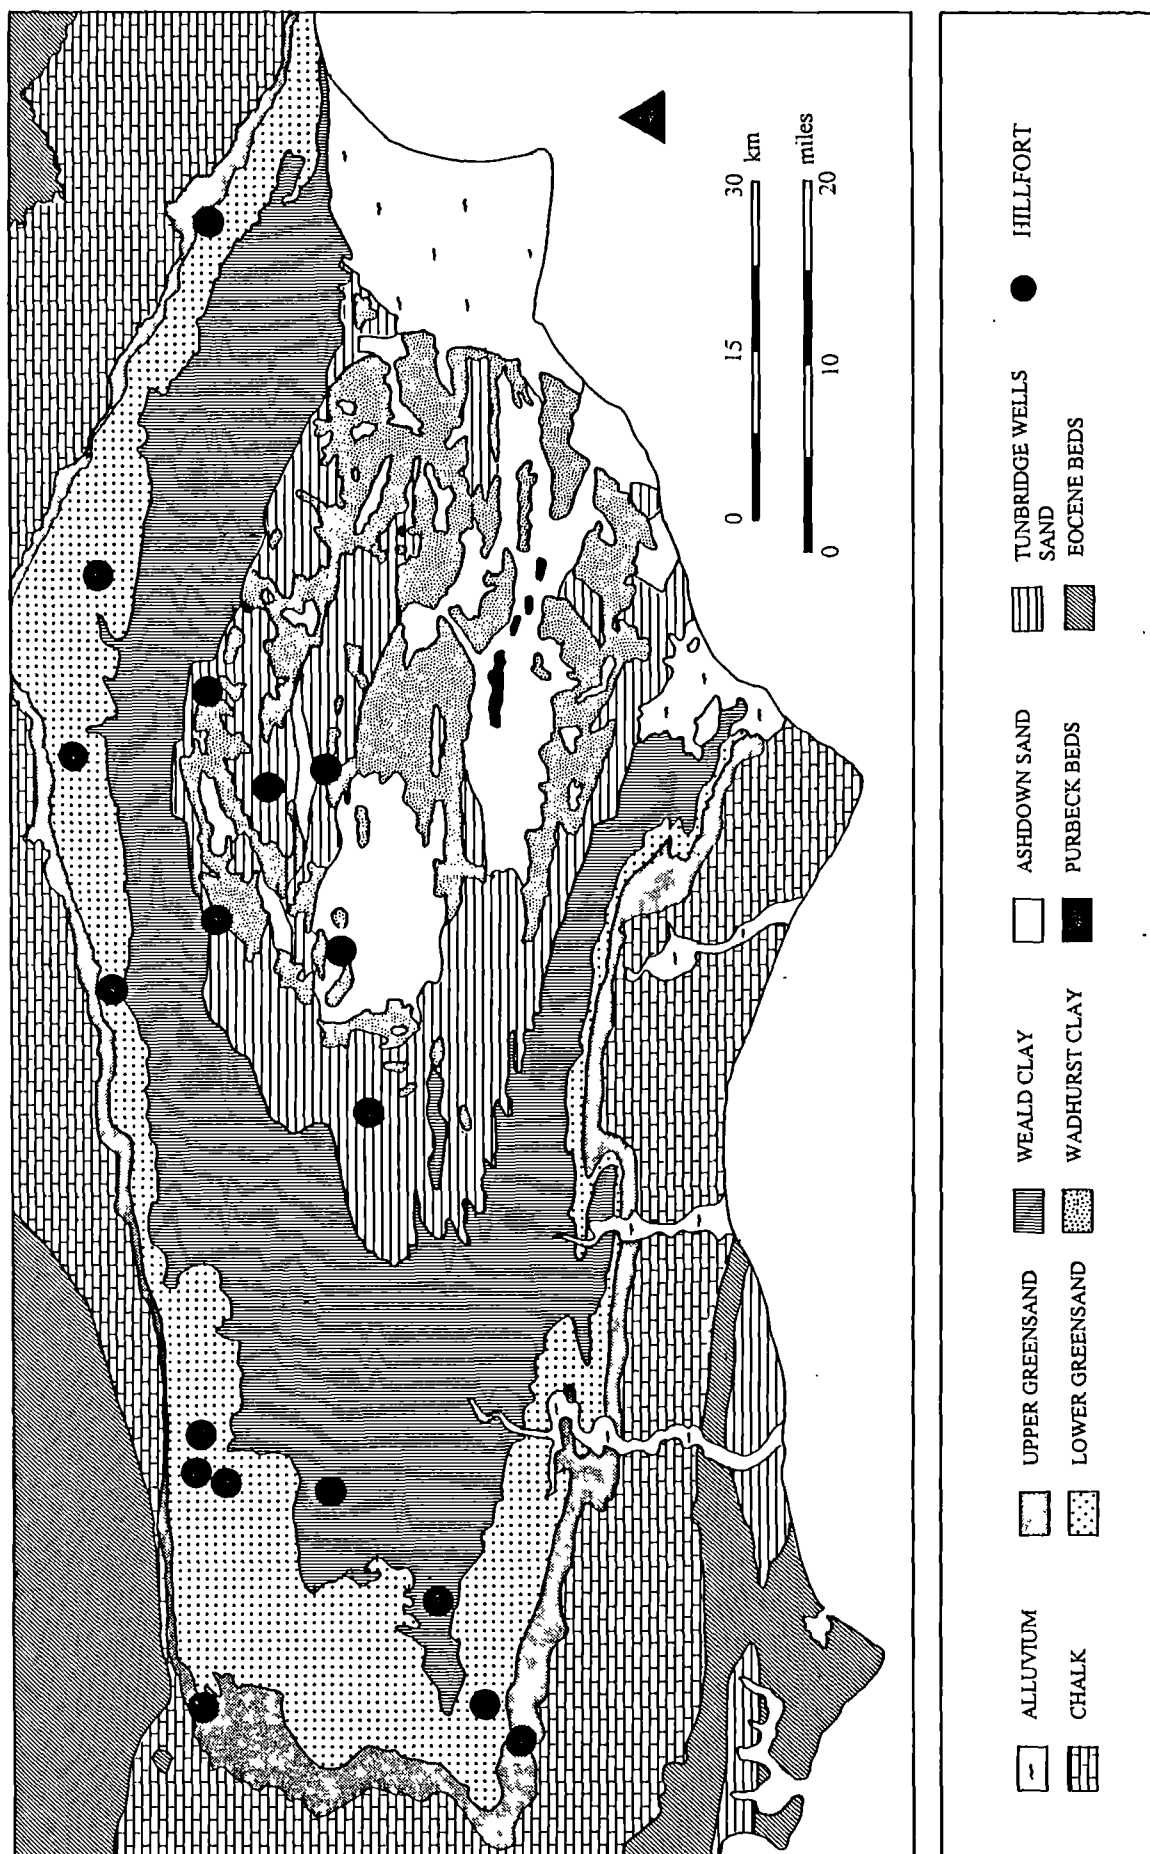 0 15 30 km
0 10 20 miles
ALLUVIUM
UPPER GREENSAND
WEALD CLAY
ASHDOWN SAND
TUNBRIDGE WELLS
SAND
HILLFORT
CHALK
LOWER GREENSAND
WADHURST CLAY
PURBECK BEDS
EOCENE BEDS